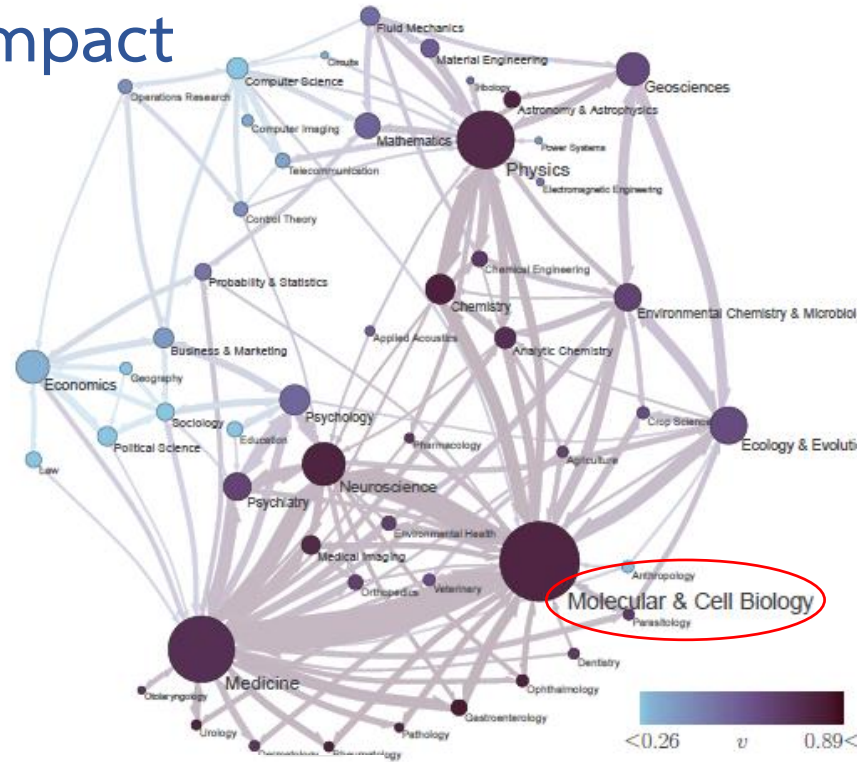 mpact
Fluid Mechanics
Circuits
Material Engineering
Computer Science
Geosciences
Operations Research
Tribology
Astronomy & Astrophysics
Computer Imaging
Mathematics
Power Systems
Telecommunication
Physics
Electromagnetic Engineering
Control Theory
Probability & Statistics
Chemical Engineering
Chemistry
Environmental Chemistry & Microbiol
Applied Acoustics
Analytic Chemistry
Business & Marketing
Economics
Geography
Psychology
Sociology
Crop Science
Political Science
Education
Pharmacology
Ecology & Evoluti
Agriculture
Law
Neuroscience
Psychiatry
Environmental Health
Medical Imaging
Anthropology
Orthopedics
Veterinary
Molecular & Cell Biology
Parasitology
Dentistry
Medicine
Ophthalmology
Otolaryngology
Gastroenterology
Urology
Pathology
Dermatology
Rheumatology
<0.26 v 0.89<